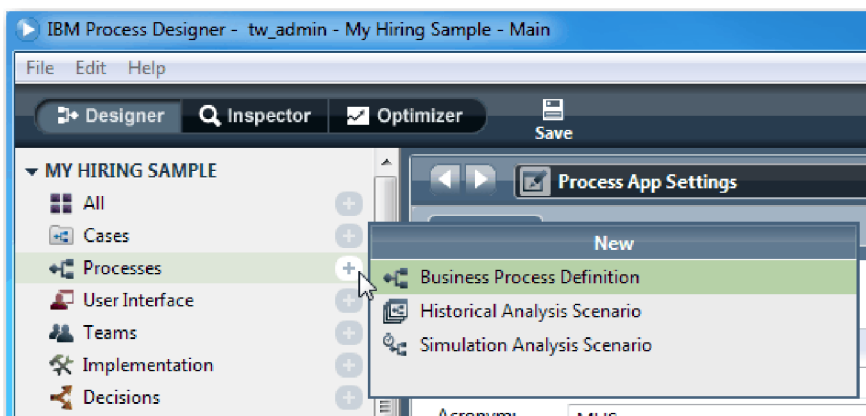 IBM Process Designer - tw_admin - My Hiring Sample - Main
File Edit Help
Designer Inspector Optimizer Save
MY HIRING SAMPLE
Process App Settings
All
Cases
New
Processes
Business Process Definition
User Interface
Historical Analysis Scenario
Teams
Simulation Analysis Scenario
Implementation
Decisions